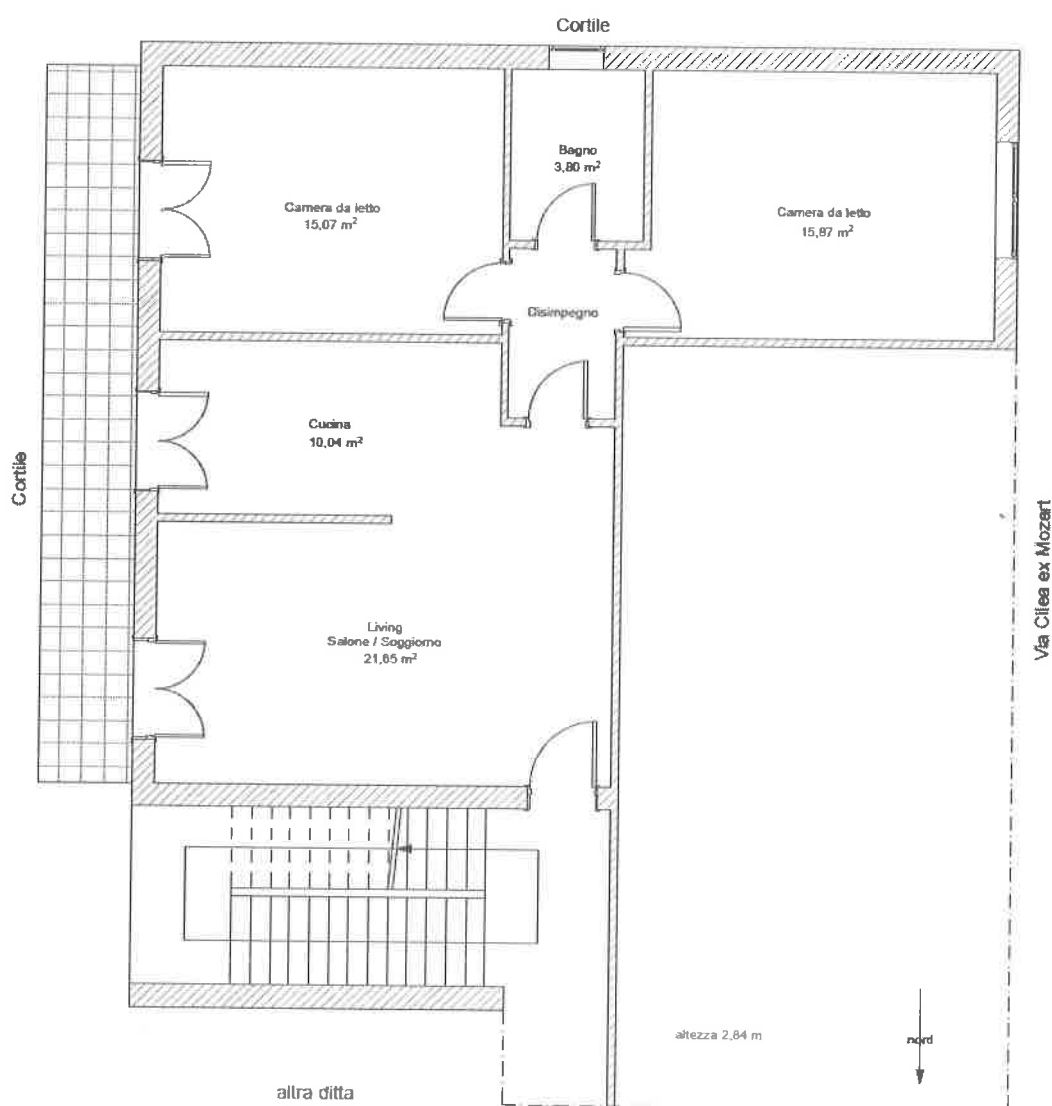 Cortile
Bagno
3,80 m²
Camera da letto
15,07 m²
Camera da letto
15,87 m²
Disimpegno
Cucina
10,04 m²
Cortile
Living
Salone / Soggiorno
21,65 m²
Via Cilea ex Mozart
altezza 2,84 m
nord
altra ditta